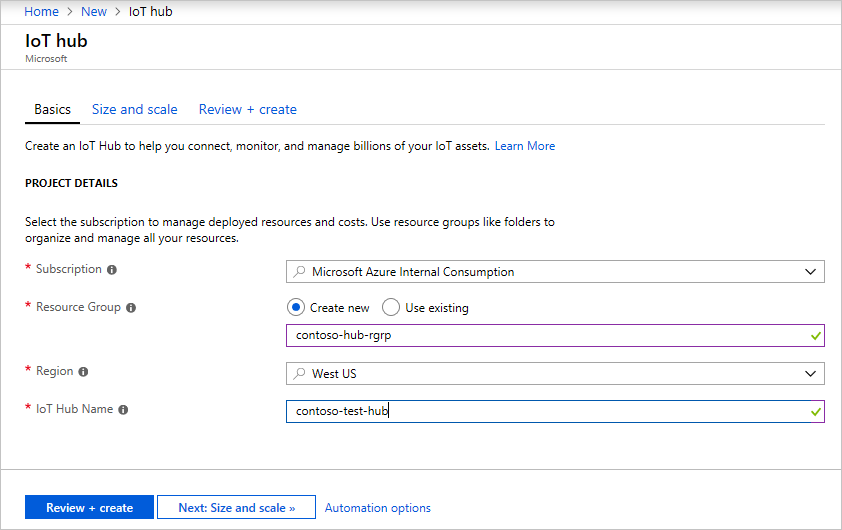 Home > New > IoT hub
IoT hub
Microsoft
Basics Size and scale Review + create
Create an IoT Hub to help you connect, monitor, and manage billions of your IoT assets. Learn More
PROJECT DETAILS
Select the subscription to manage deployed resources and costs. Use resource groups like folders to
organize and manage all your resources.
* Subscription Microsoft Azure Internal Consumption
* Resource Group Create new Use existing
contoso-hub-rgrp
* Region West US
* IoT Hub Name contoso-test-hub
Review + create Next: Size and scale » Automation options